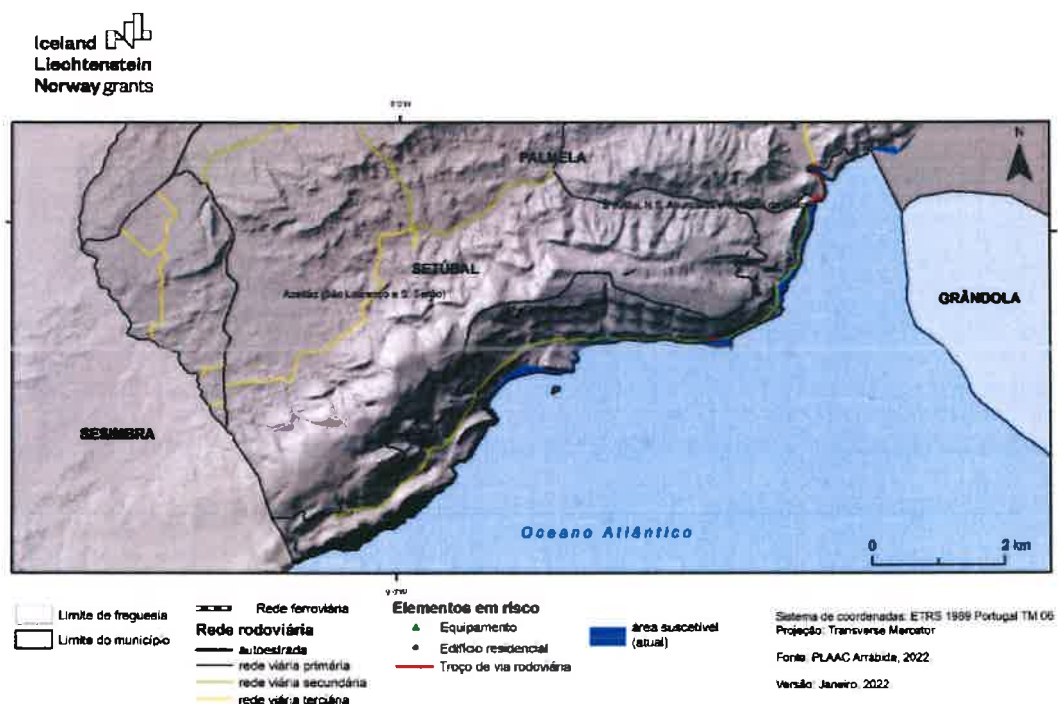 Iceland
Liechtenstein
Norway grants
N
PALMELA
SETÚBAL
Azeitão (São Lourenço e S. Simão)
GRÂNDOLA
SESIMBRA
Oceano Atlântico
0 2 km
Limite de freguesia
Limite do município
Rede ferroviária
Rede rodoviária
autoestrada
rede viária primária
rede viária secundária
rede viária terciária
Elementos em risco
Equipamento
Edifício residencial
Troço de via rodoviária
área suscetível
(atual)
Sistema de coordenadas: ETRS 1989 Portugal TM 06
Projeção: Transverse Mercator
Fonte: PLAAC Arrábida, 2022
Versão: Janeiro, 2022